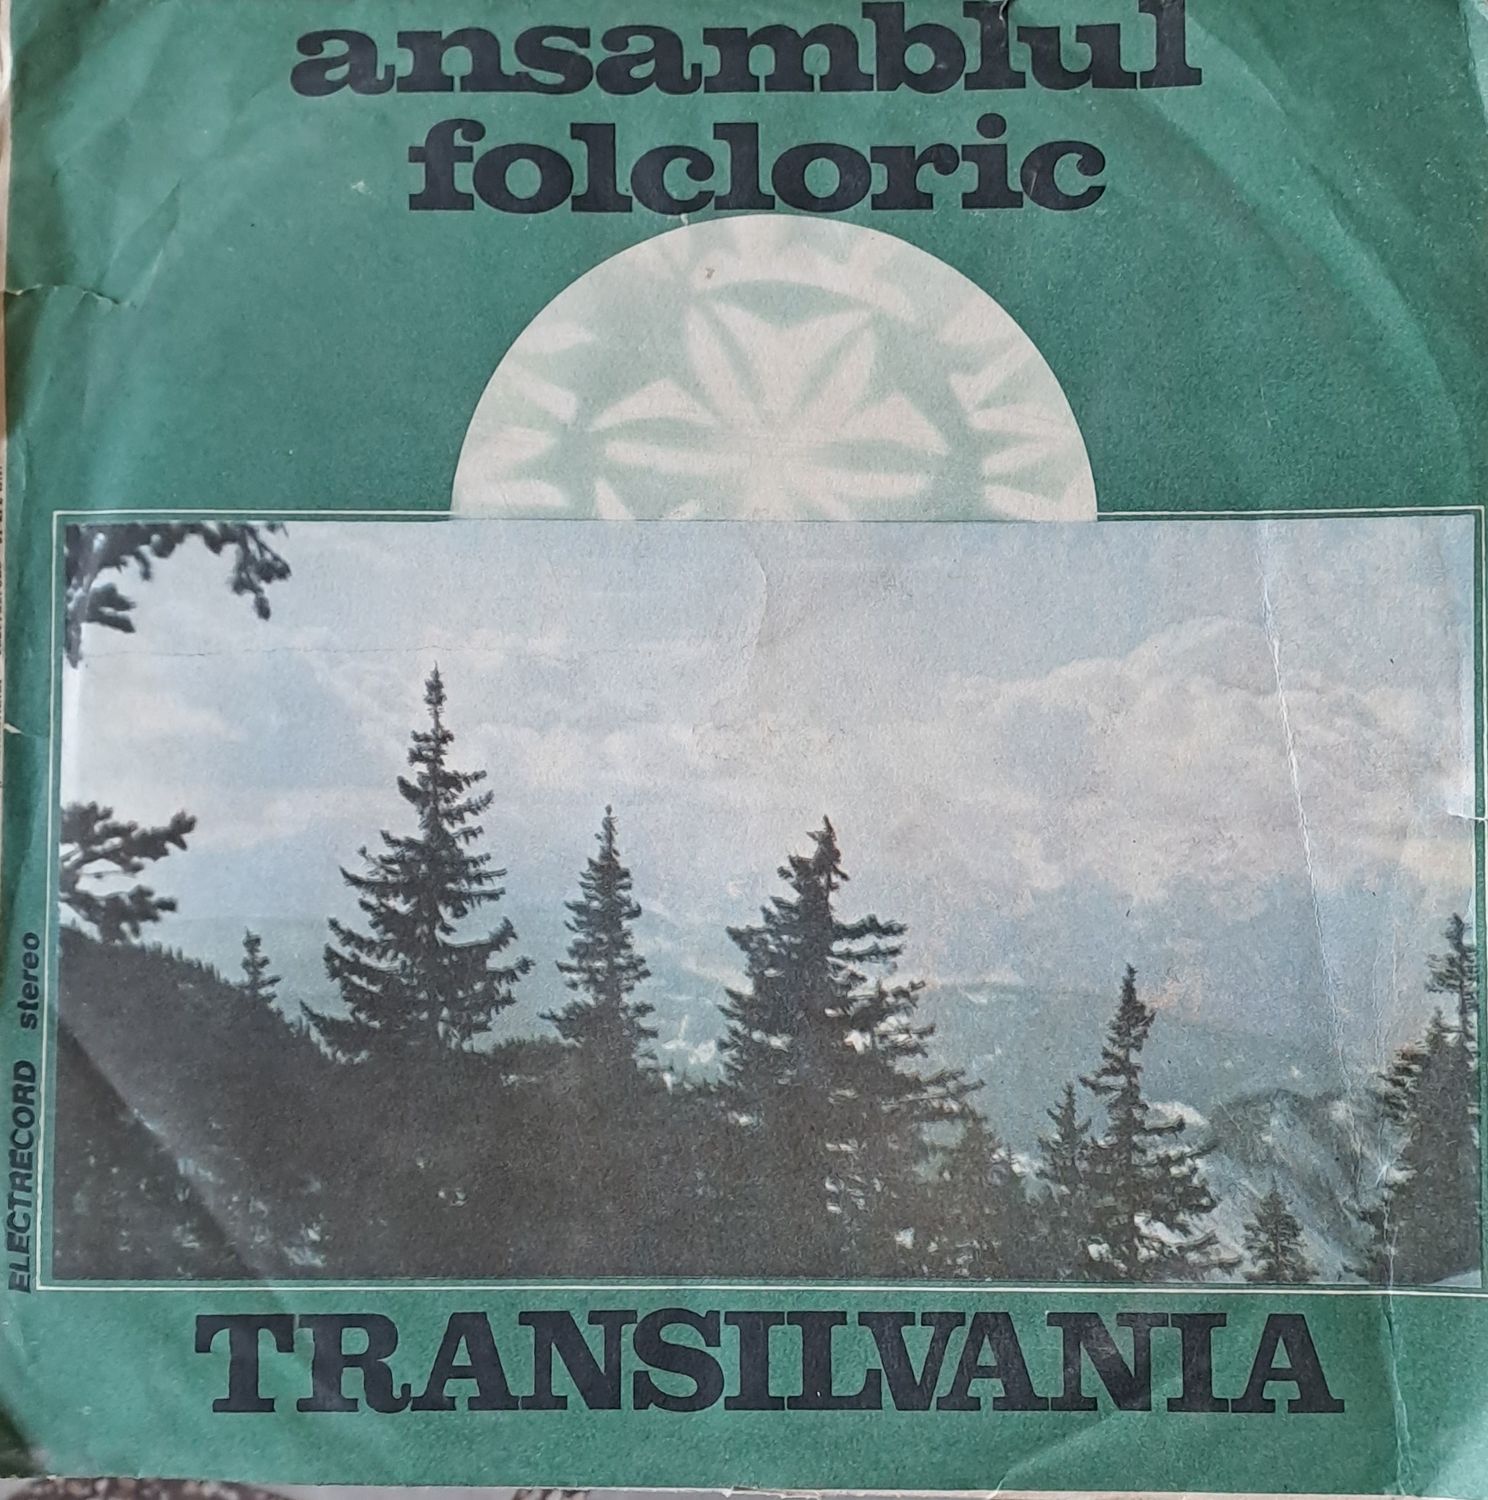 ansamblul
folcloric
ELECTRECORD stereo
TRANSILVANIA